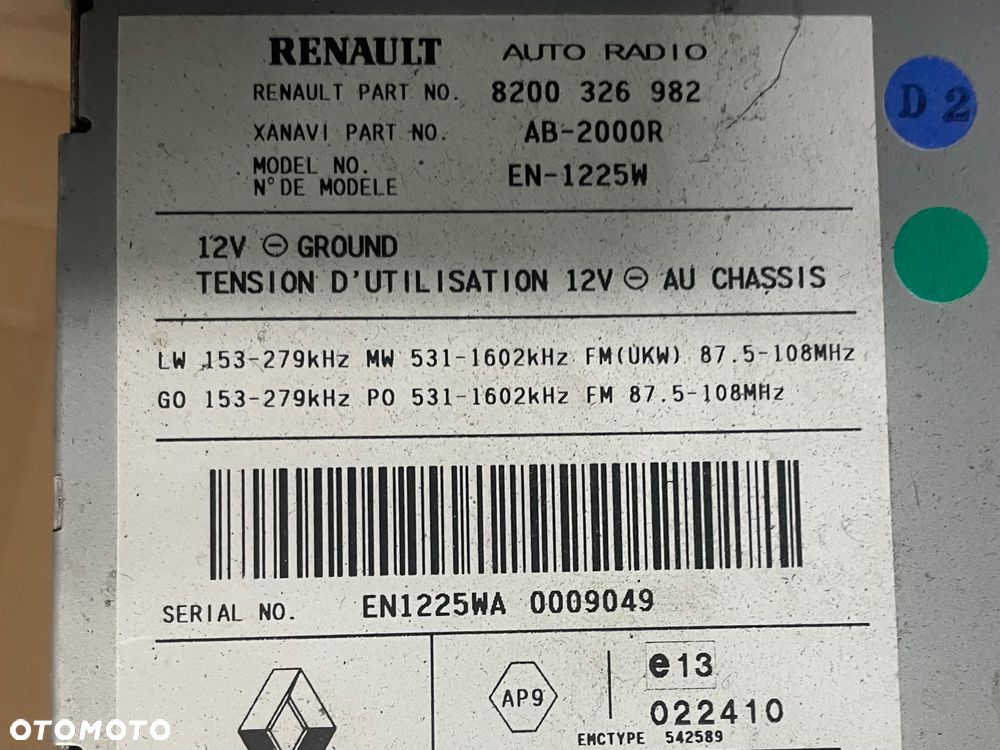 RENAULT AUTO RADIO
RENAULT PART NO. 8200 326 982
XANAVI PART NO. AB-2000R
MODEL NO.
N° DE MODELE EN-1225W
D 2
12V ⊖ GROUND
TENSION D'UTILISATION 12V ⊖ AU CHASSIS
LW 153-279kHz MW 531-1602kHz FM(UKW) 87.5-108MHz
GO 153-279kHz PO 531-1602kHz FM 87.5-108MHz
SERIAL NO. EN1225WA 0009049
AP9
e13
022410
EMCTYPE 542589
OTOMOTO